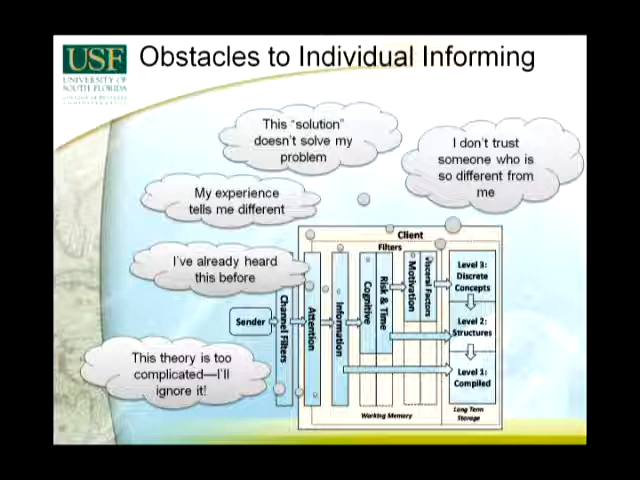 USF
UNIVERSITY OF
SOUTH FLORIDA
Obstacles to Individual Informing
This “solution”
doesn’t solve my
problem
I don’t trust
someone who is
so different from
me
My experience
tells me different
I’ve already heard
this before
This theory is too
complicated—I’ll
ignore it!
Client
Filters
Sender
Channel Filters
Attention
Information
Cognitive
Risk & Time
Motivation
Visceral Factors
Level 3:
Discrete
Concepts
Level 2:
Structures
Level 1:
Compiled
Working Memory
Long Term
Storage